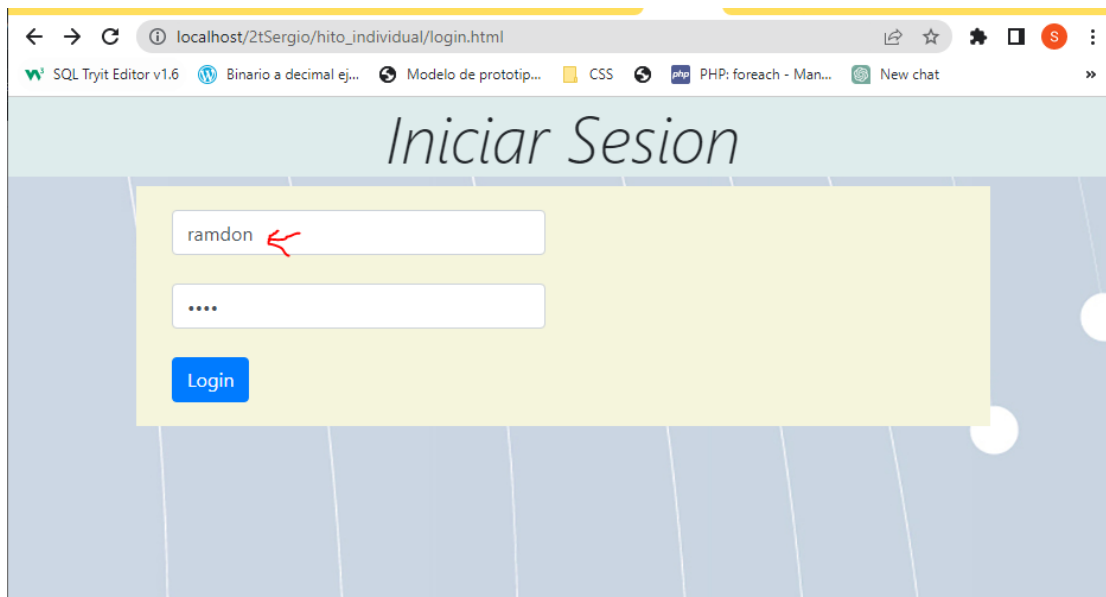 localhost/2tSergio/hito_individual/login.html
S
SQL Tryit Editor v1.6 Binario a decimal ej... Modelo de prototip... CSS php PHP: foreach - Man... New chat »
Iniciar Sesion
ramdon
••••
Login